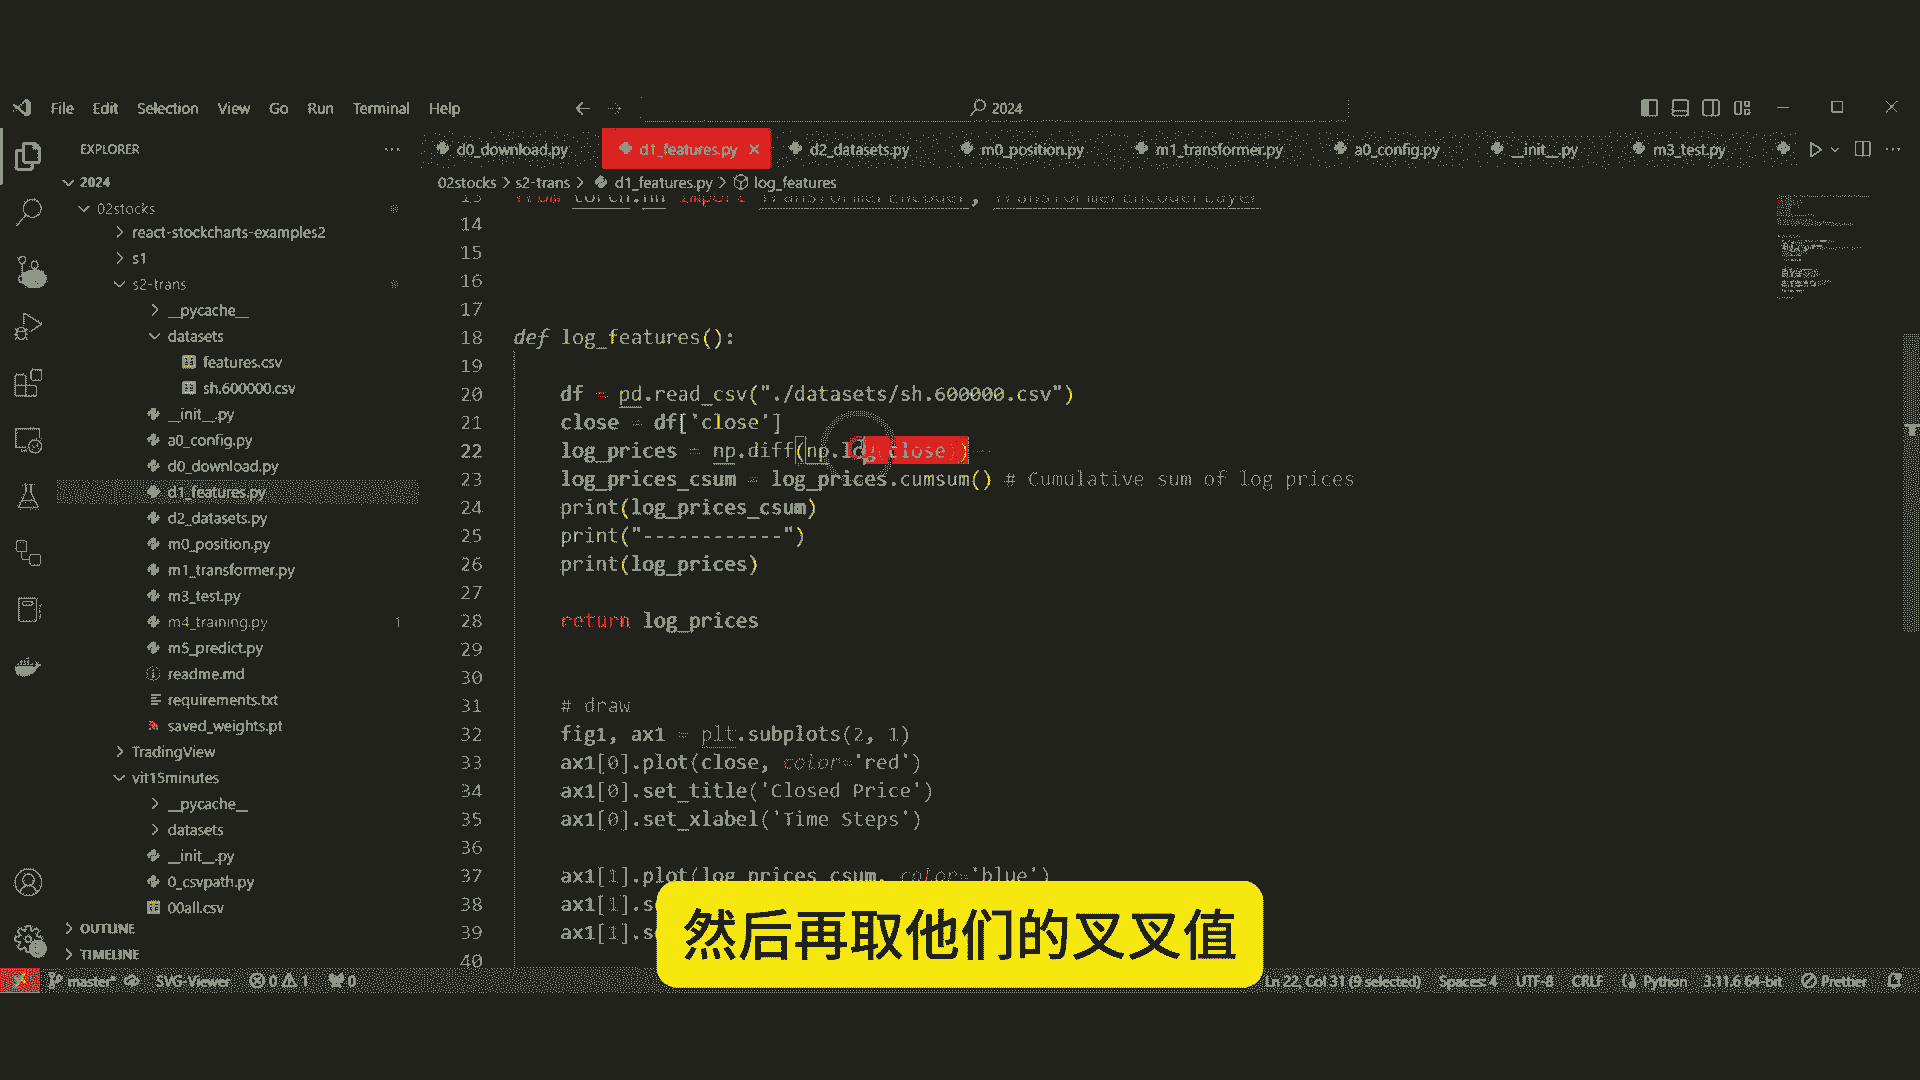 File Edit Selection View Go Run Terminal Help
2024
EXPLORER
d0_download.py
d1_features.py
d2_datasets.py
m0_position.py
m1_transformer.py
a0_config.py
__init__.py
m3_test.py
2024
02stocks > s2-trans > d1_features.py > log_features
02stocks
react-stockcharts-examples2
s1
s2-trans
__pycache__
datasets
features.csv
sh.600000.csv
__init__.py
a0_config.py
d0_download.py
d1_features.py
d2_datasets.py
m0_position.py
m1_transformer.py
m3_test.py
m4_training.py 1
m5_predict.py
readme.md
requirements.txt
saved_weights.pt
TradingView
vit15minutes
__pycache__
datasets
__init__.py
0_csvpath.py
00all.csv
OUTLINE
TIMELINE
13 from torch.nn import TransformerEncoder, TransformerEncoderLayer
14
15
16
17
18 def log_features():
19
20 df = pd.read_csv("./datasets/sh.600000.csv")
21 close = df['close']
22 log_prices = np.diff(np.log(close))
23 log_prices_csum = log_prices.cumsum() # Cumulative sum of log prices
24 print(log_prices_csum)
25 print("------------")
26 print(log_prices)
27
28 return log_prices
29
30
31 # draw
32 fig1, ax1 = plt.subplots(2, 1)
33 ax1[0].plot(close, color='red')
34 ax1[0].set_title('Closed Price')
35 ax1[0].set_xlabel('Time Steps')
36
37 ax1[1].plot(log_prices_csum, color='blue')
38 ax1[1].s
39 ax1[1].s
40
然后再取他们的叉叉值
master* SVG-Viewer 0 1 0
Ln 22, Col 31 (9 selected) Spaces: 4 UTF-8 CRLF Python 3.11.6 64-bit Prettier